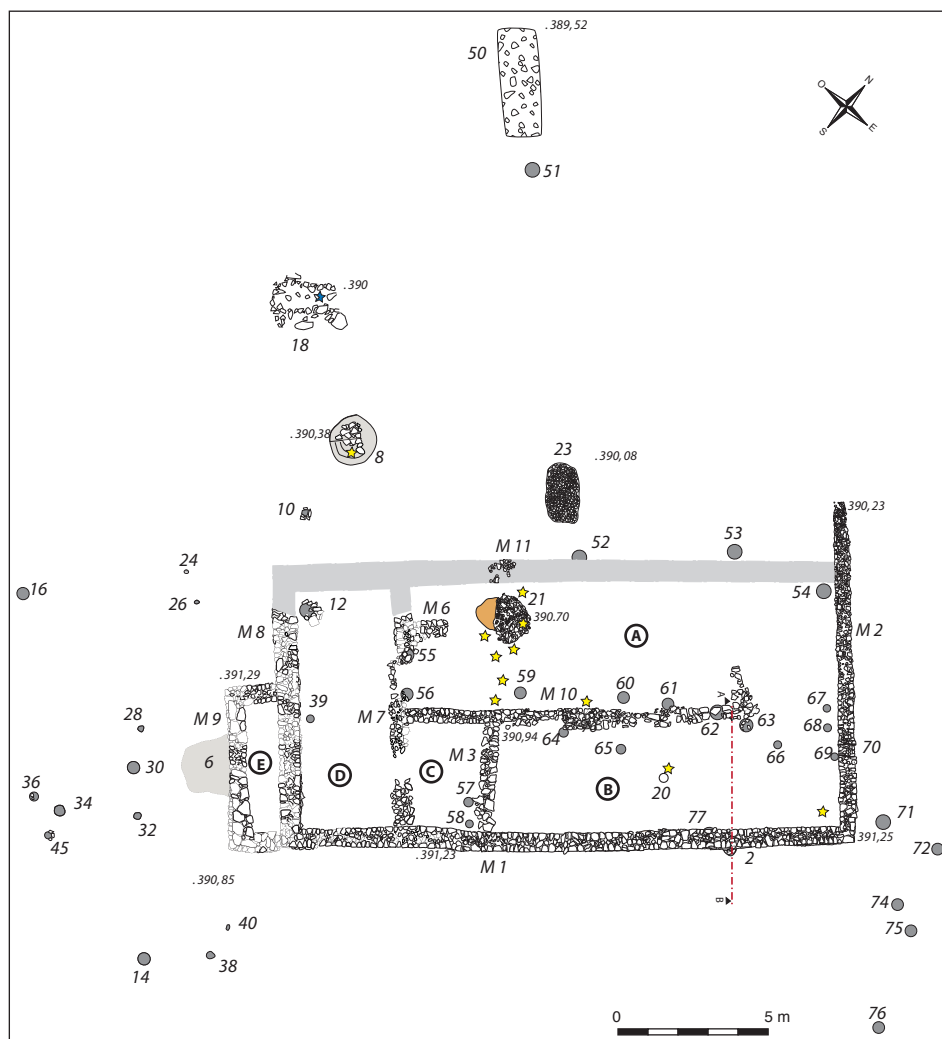 .389,52
50
O
N
S
E
51
.390
18
.390,38
8
23
.390,08
10
.390,23
52
53
M 11
24
16
26
12
M 6
21
54
.390.70
M 8
A
M 2
55
.391,29
59
60
61
A
56
M 10
67
28
M 9
39
M 7
.390,94
62
63
68
64
M 3
65
66
69
70
6
E
30
D
C
B
36
20
57
34
32
58
77
71
45
.391,23
.391,25
M 1
2
72
.390,85
B
74
40
75
38
14
0
5 m
76